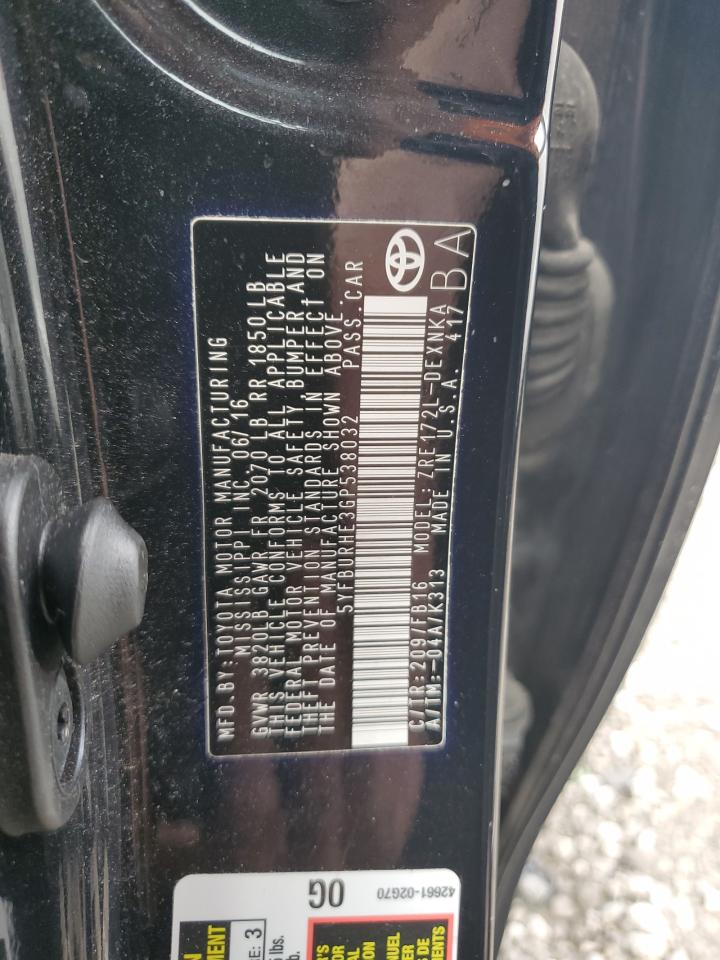 MFD. BY: TOYOTA MOTOR MANUFACTURING
MISSISSIPPI INC. 06/16
GVWR 3820LB GAWR FR 2070 LB RR 1850 LB
THIS VEHICLE CONFORMS TO ALL APPLICABLE
FEDERAL MOTOR VEHICLE SAFETY, BUMPER AND
THEFT PREVENTION STANDARDS IN EFFECT ON
THE DATE OF MANUFACTURE SHOWN ABOVE.
5YFBURHE3GP538032 PASS. CAR
C/TR: 209/FB16 MODEL: ZRE172L-DEXNKA
A/TM: -04A/K313 MADE IN U.S.A. 417
BA
0G
42661-02G70
E: 3
lbs.